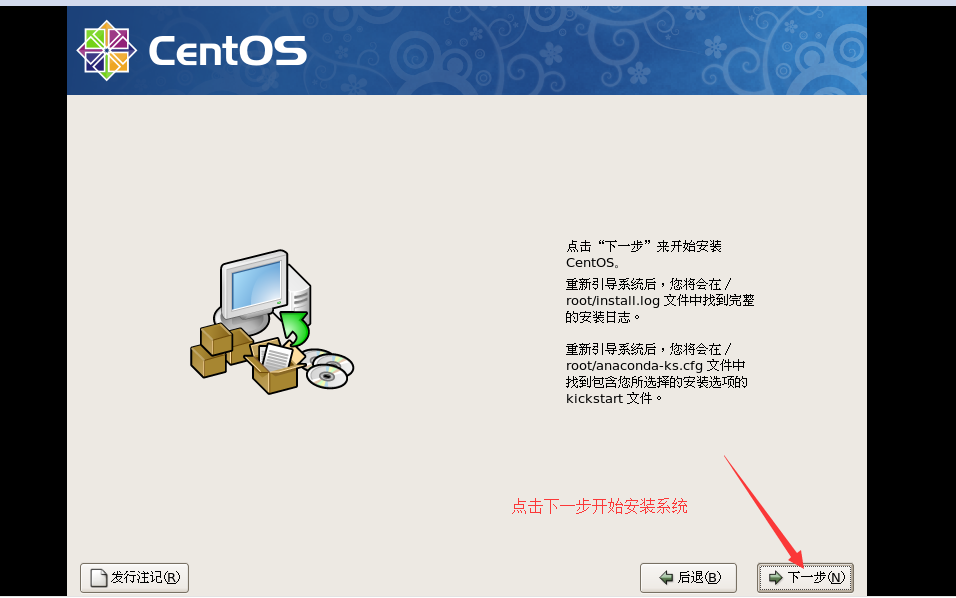 CentOS
点击“下一步”来开始安装
CentOS。
重新引导系统后，您将会在 /
root/install.log 文件中找到完整
的安装日志。
重新引导系统后，您将会在 /
root/anaconda-ks.cfg 文件中
找到包含您所选择的安装选项的
kickstart 文件。
点击下一步开始安装系统
发行注记(R)
后退(B)
下一步(N)